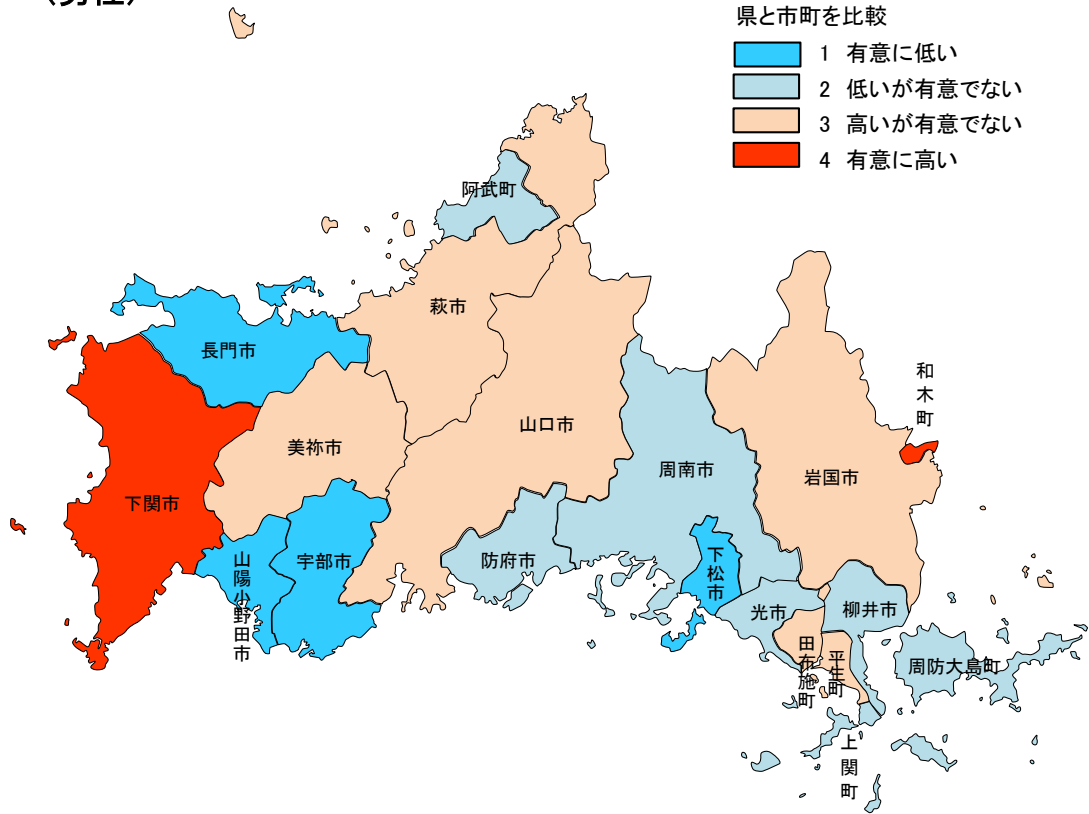 (男性)
県と市町を比較
1 有意に低い
2 低いが有意でない
3 高いが有意でない
4 有意に高い
阿武町
萩市
長門市
和木町
山口市
美祢市
周南市
岩国市
下関市
宇部市
防府市
山陽小野田市
下松市
光市
柳井市
田布施町
平生町
周防大島町
上関町